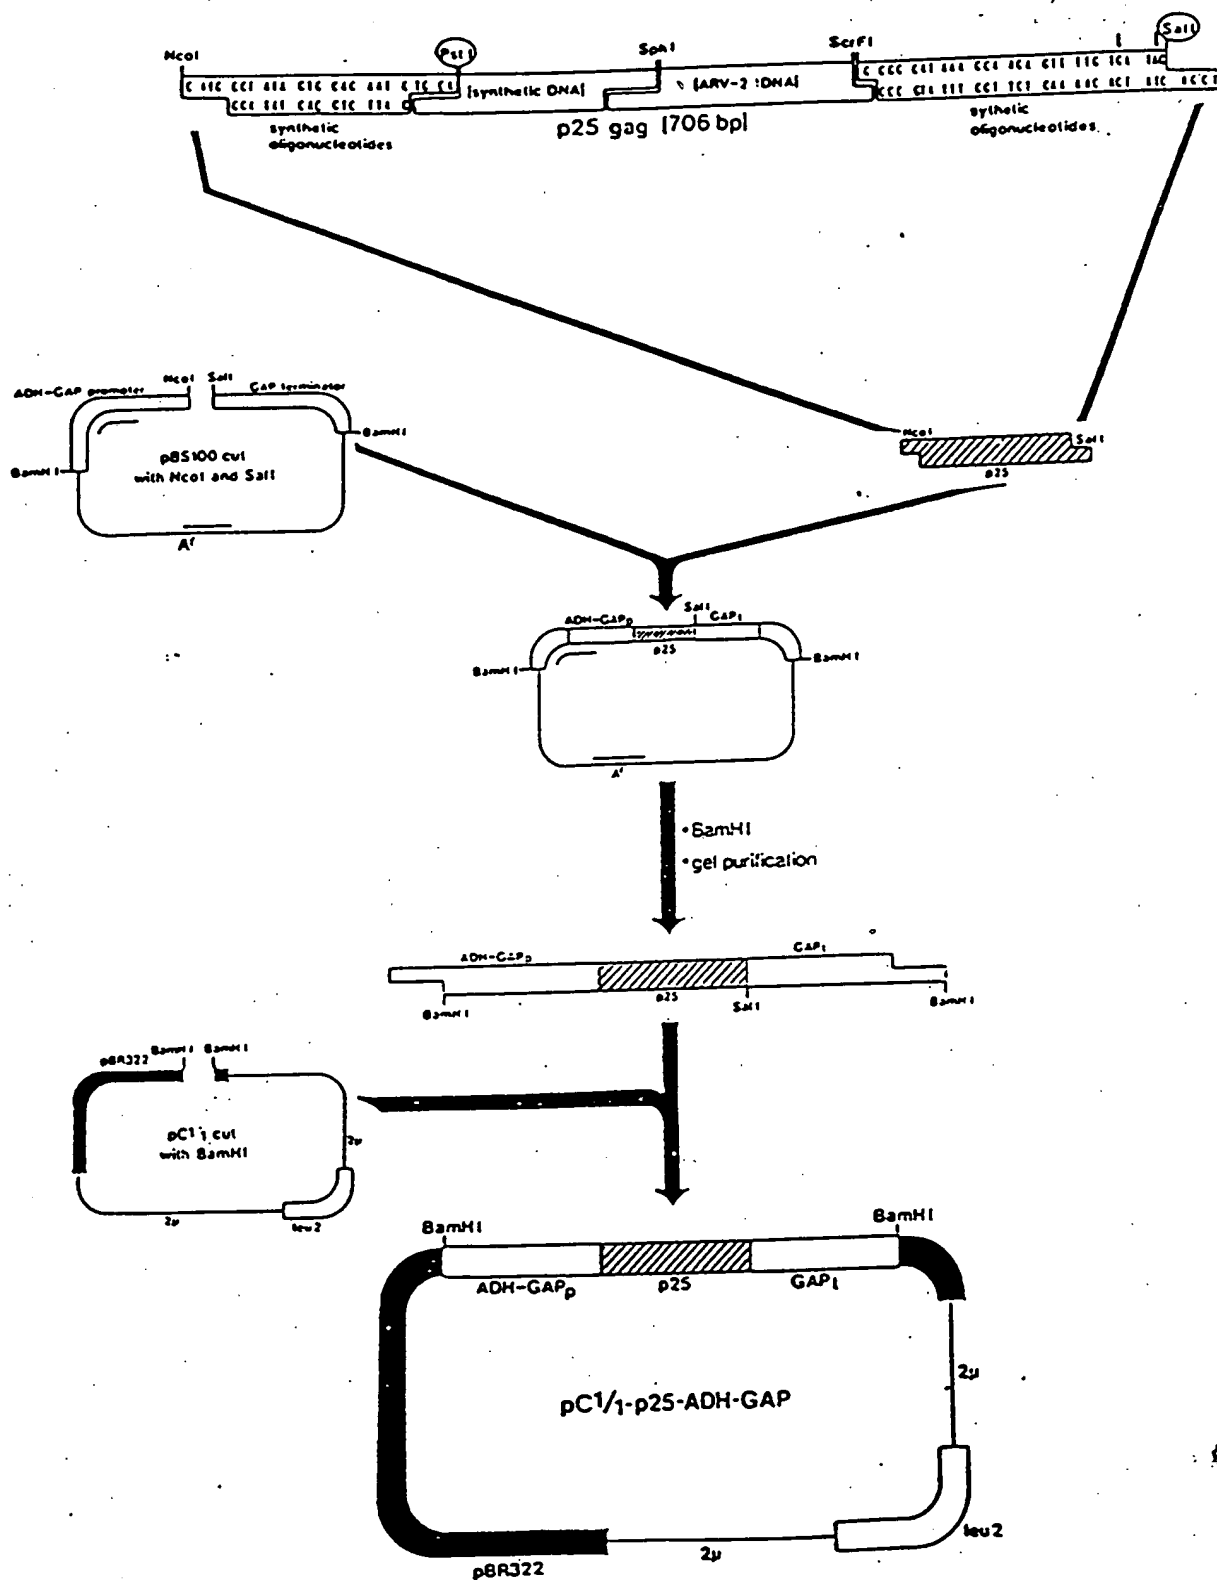 NcoI
PstI
SphI
ScrFI
SalI
[synthetic DNA]
synthetic
oligonucleotides
p25 gag [706 bp]
sythetic
oligonucleotides
ADH-GAP promoter
NcoI
SalI
GAP terminator
BamHI
BamHI
pBS100 cut
with NcoI and SalI
Ar
NcoI
SalI
p25
ADH-GAPp
SalI
GAPt
BamHI
p25
BamHI
Ar
•BamHI
•gel purification
ADH-GAPp
GAPt
BamHI
p25
SalI
BamHI
pBR322
BamHI
BamHI
pC1/1 cut
with BamHI
2μ
2μ
leu2
BamHI
BamHI
ADH-GAPp
p25
GAPt
2μ
pC1/1-p25-ADH-GAP
leu2
2μ
pBR322